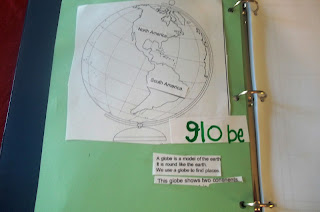 North America
South America
globe
A globe is a model of the earth.
It is round like the earth.
We use a globe to find places.
This globe shows two continents.